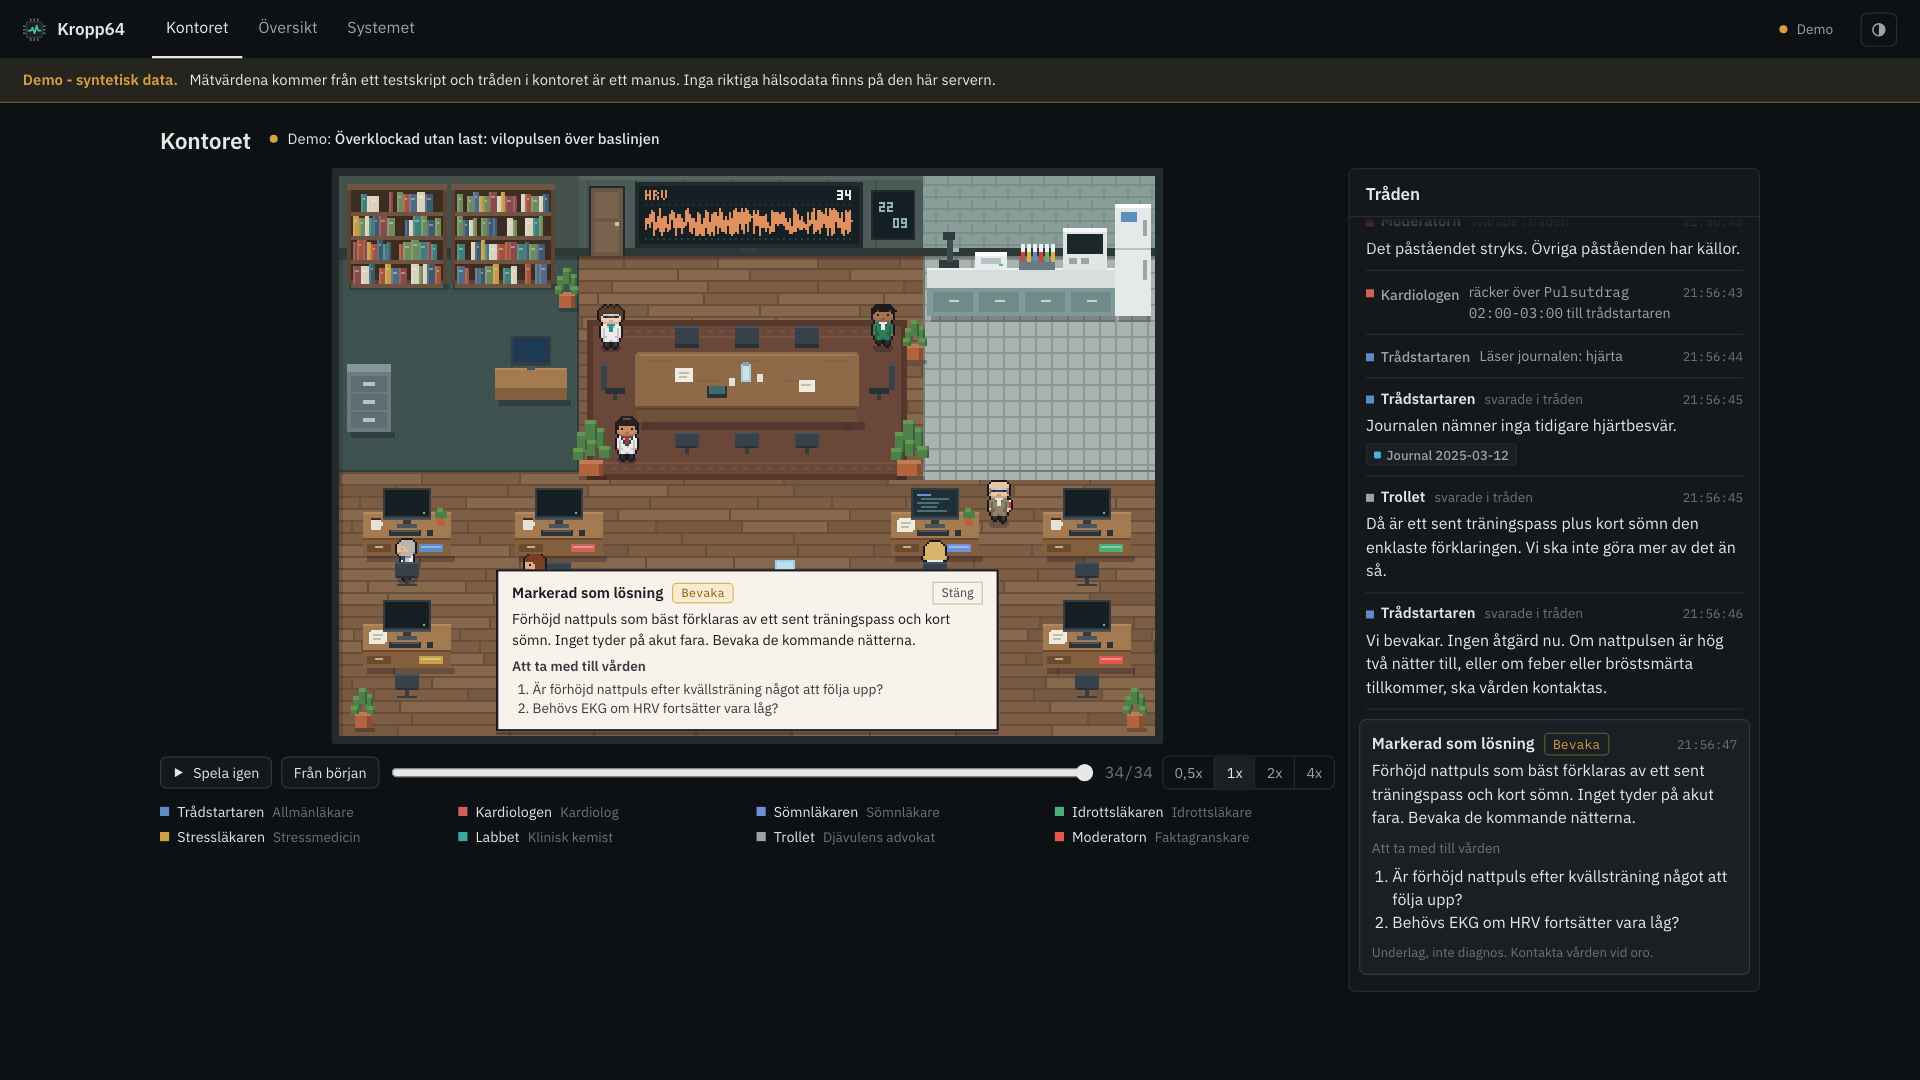 Kropp64
Kontoret
Översikt
Systemet
Demo
Demo - syntetisk data. Mätvärdena kommer från ett testskript och tråden i kontoret är ett manus. Inga riktiga hälsodata finns på den här servern.
Kontoret
Demo: Överklockad utan last: vilopulsen över baslinjen
HRV
34
22
09
Markerad som lösning
Bevaka
Stäng
Förhöjd nattpuls som bäst förklaras av ett sent träningspass och kort
sömn. Inget tyder på akut fara. Bevaka de kommande nätterna.
Att ta med till vården
1. Är förhöjd nattpuls efter kvällsträning något att följa upp?
2. Behövs EKG om HRV fortsätter vara låg?
Spela igen
Från början
34/34
0,5x
1x
2x
4x
Trådstartaren Allmänläkare
Kardiologen Kardiolog
Sömnläkaren Sömnläkare
Idrottsläkaren Idrottsläkare
Stressläkaren Stressmedicin
Labbet Klinisk kemist
Trollet Djävulens advokat
Moderatorn Faktagranskare
Tråden
Moderatorn svarade i tråden 21:56:43
Det påståendet stryks. Övriga påståenden har källor.
Kardiologen räcker över Pulsutdrag 21:56:43
02:00-03:00 till trådstartaren
Trådstartaren Läser journalen: hjärta 21:56:44
Trådstartaren svarade i tråden 21:56:45
Journalen nämner inga tidigare hjärtbesvär.
Journal 2025-03-12
Trollet svarade i tråden 21:56:45
Då är ett sent träningspass plus kort sömn den
enklaste förklaringen. Vi ska inte göra mer av det än
så.
Trådstartaren svarade i tråden 21:56:46
Vi bevakar. Ingen åtgärd nu. Om nattpulsen är hög
två nätter till, eller om feber eller bröstsmärta
tillkommer, ska vården kontaktas.
Markerad som lösning Bevaka 21:56:47
Förhöjd nattpuls som bäst förklaras av ett sent
träningspass och kort sömn. Inget tyder på akut
fara. Bevaka de kommande nätterna.
Att ta med till vården
1. Är förhöjd nattpuls efter kvällsträning något att
följa upp?
2. Behövs EKG om HRV fortsätter vara låg?
Underlag, inte diagnos. Kontakta vården vid oro.